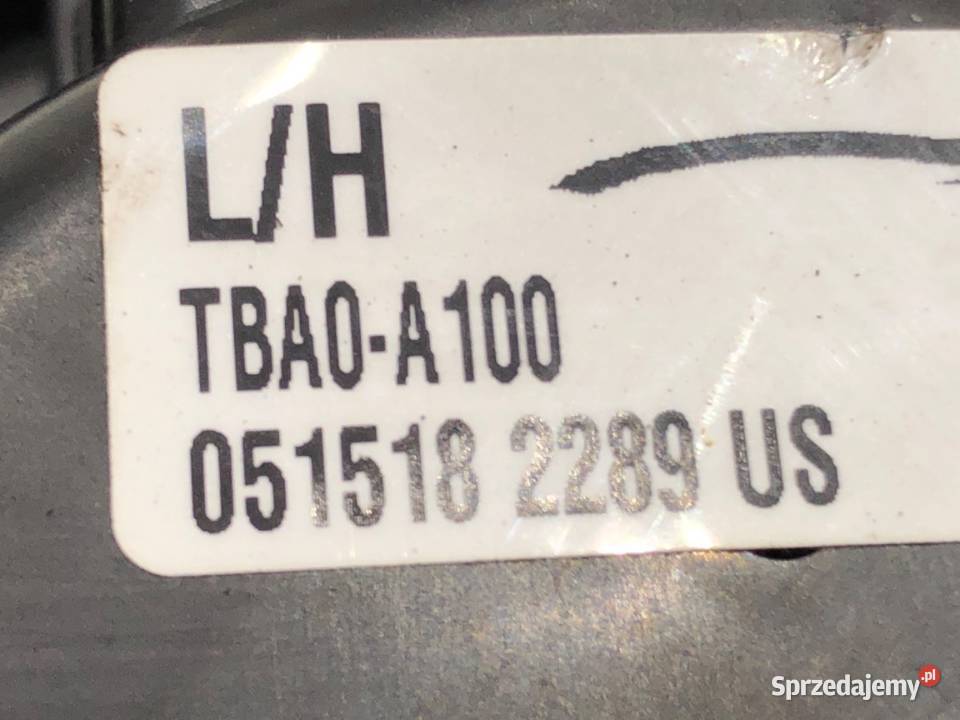 L/H
TBA0-A100
051518 2289 US
Sprzedajemy.pl